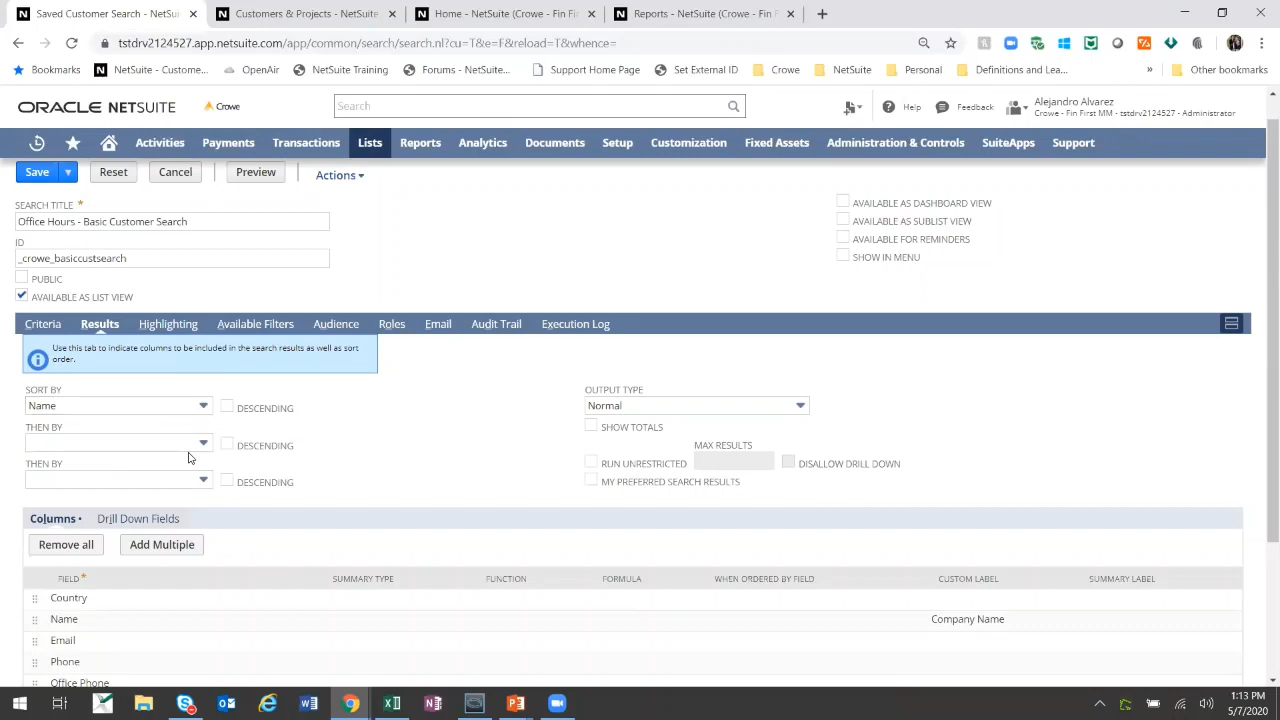 Saved Customer Search - NetSuite
Customers & Projects - NetSuite
Home - NetSuite (Crowe - Fin Fir
Reports - NetSuite (Crowe - Fin F
tstdrv2124527.app.netsuite.com/app/common/search/search.nl?cu=T&e=F&reload=T&whence=
Bookmarks
NetSuite - Custome...
OpenAir
NetSuite Training
Forums - NetSuite...
Support Home Page
Set External ID
Crowe
NetSuite
Personal
Definitions and Lea...
»
Other bookmarks
ORACLE NETSUITE
Crowe
Search
Help
Feedback
Alejandro Alvarez
Crowe - Fin First MM - tstdrv2124527 - Administrator
Activities
Payments
Transactions
Lists
Reports
Analytics
Documents
Setup
Customization
Fixed Assets
Administration & Controls
SuiteApps
Support
Save
Reset
Cancel
Preview
Actions
SEARCH TITLE *
Office Hours - Basic Customer Search
ID
_crowe_basiccustsearch
PUBLIC
AVAILABLE AS LIST VIEW
AVAILABLE AS DASHBOARD VIEW
AVAILABLE AS SUBLIST VIEW
AVAILABLE FOR REMINDERS
SHOW IN MENU
Criteria
Results
Highlighting
Available Filters
Audience
Roles
Email
Audit Trail
Execution Log
Use this tab to indicate columns to be included in the search results as well as sort
order.
SORT BY
Name
DESCENDING
THEN BY
DESCENDING
THEN BY
DESCENDING
OUTPUT TYPE
Normal
SHOW TOTALS
MAX RESULTS
RUN UNRESTRICTED
DISALLOW DRILL DOWN
MY PREFERRED SEARCH RESULTS
Columns •
Drill Down Fields
Remove all
Add Multiple
FIELD *
SUMMARY TYPE
FUNCTION
FORMULA
WHEN ORDERED BY FIELD
CUSTOM LABEL
SUMMARY LABEL
Country
Name
Company Name
Email
Phone
Office Phone
1:13 PM
5/7/2020